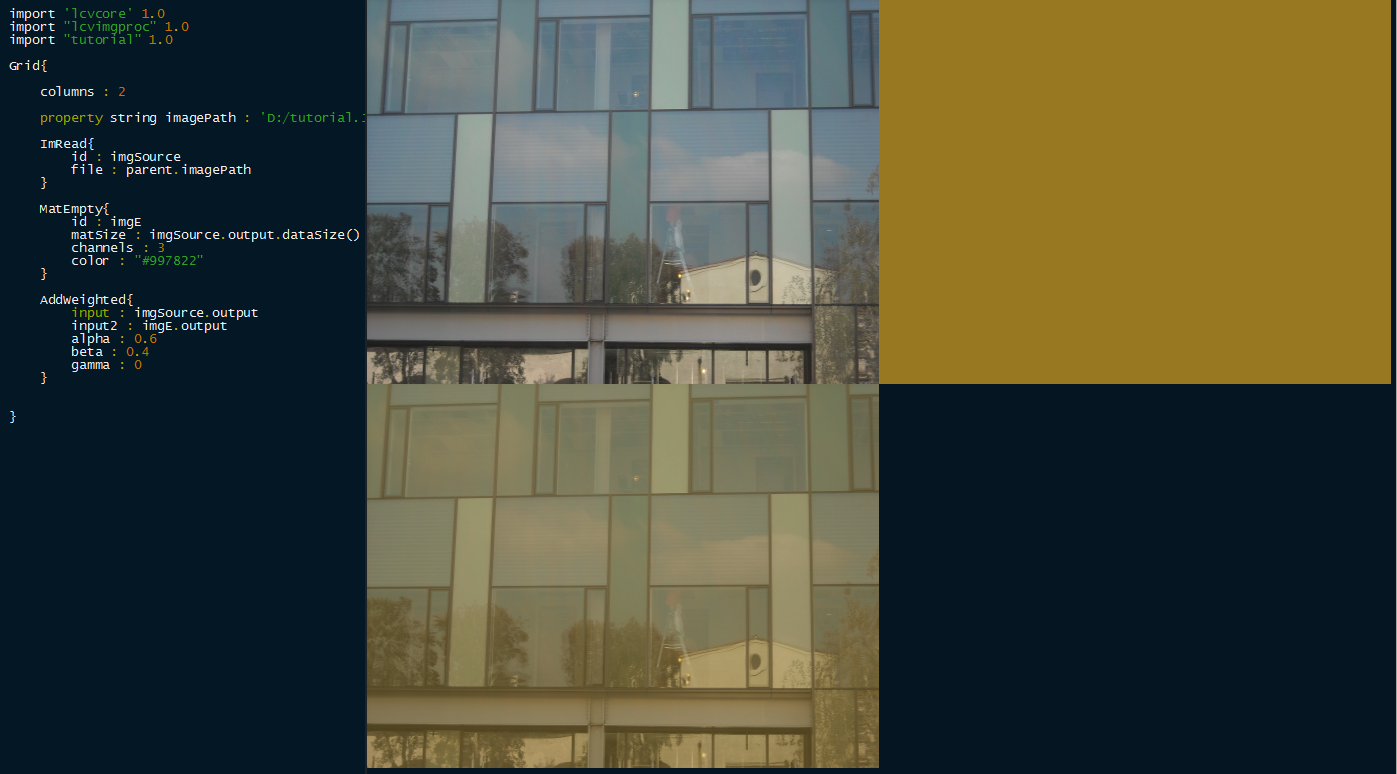 import 'lcvcore' 1.0
import "lcvimgproc" 1.0
import "tutorial" 1.0
Grid{
columns : 2
property string imagePath : 'D:/tutorial.
ImRead{
id : imgSource
file : parent.imagePath
}
MatEmpty{
id : imgE
matSize : imgSource.output.dataSize()
channels : 3
color : "#997822"
}
AddWeighted{
input : imgSource.output
input2 : imgE.output
alpha : 0.6
beta : 0.4
gamma : 0
}
}